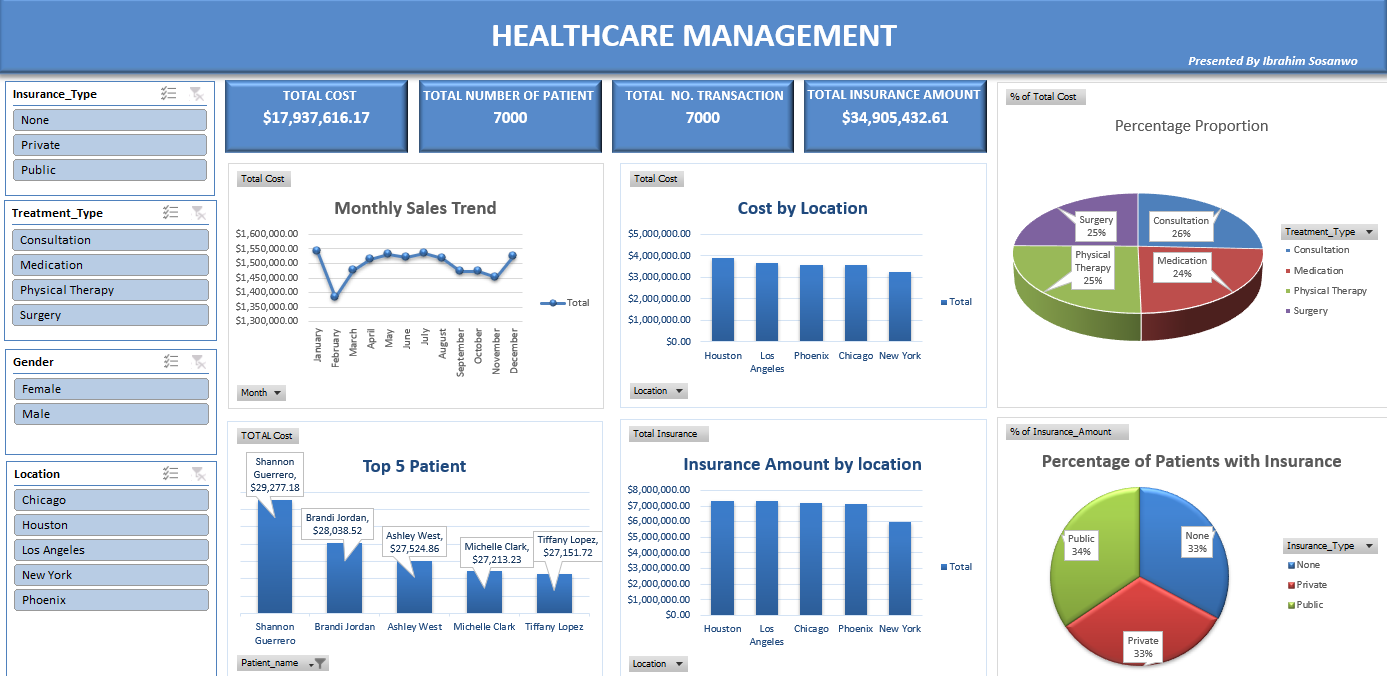 HEALTHCARE MANAGEMENT
Presented By Ibrahim Sosanwo
Insurance_Type
None
Private
Public
Treatment_Type
Consultation
Medication
Physical Therapy
Surgery
Gender
Female
Male
Location
Chicago
Houston
Los Angeles
New York
Phoenix
TOTAL COST
$17,937,616.17
TOTAL NUMBER OF PATIENT
7000
TOTAL NO. TRANSACTION
7000
TOTAL INSURANCE AMOUNT
$34,905,432.61
Total Cost
Monthly Sales Trend
$1,600,000.00
$1,550,000.00
$1,500,000.00
$1,450,000.00
$1,400,000.00
$1,350,000.00
$1,300,000.00
January
February
March
April
May
June
July
August
September
October
November
December
Total
Month
Total Cost
Cost by Location
$5,000,000.00
$4,000,000.00
$3,000,000.00
$2,000,000.00
$1,000,000.00
$0.00
Houston
Los
Angeles
Phoenix
Chicago
New York
Total
Location
% of Total Cost
Percentage Proportion
Surgery
25%
Consultation
26%
Physical
Therapy
25%
Medication
24%
Treatment_Type
Consultation
Medication
Physical Therapy
Surgery
TOTAL Cost
Top 5 Patient
Shannon
Guerrero,
$29,277.18
Brandi Jordan,
$28,038.52
Ashley West,
$27,524.86
Michelle Clark,
$27,213.23
Tiffany Lopez,
$27,151.72
Shannon
Guerrero
Brandi Jordan
Ashley West
Michelle Clark
Tiffany Lopez
Patient_name
Total Insurance
Insurance Amount by location
$8,000,000.00
$7,000,000.00
$6,000,000.00
$5,000,000.00
$4,000,000.00
$3,000,000.00
$2,000,000.00
$1,000,000.00
$0.00
Houston
Los
Angeles
Chicago
Phoenix
New York
Total
Location
% of Insurance_Amount
Percentage of Patients with Insurance
Public
34%
None
33%
Private
33%
Insurance_Type
None
Private
Public